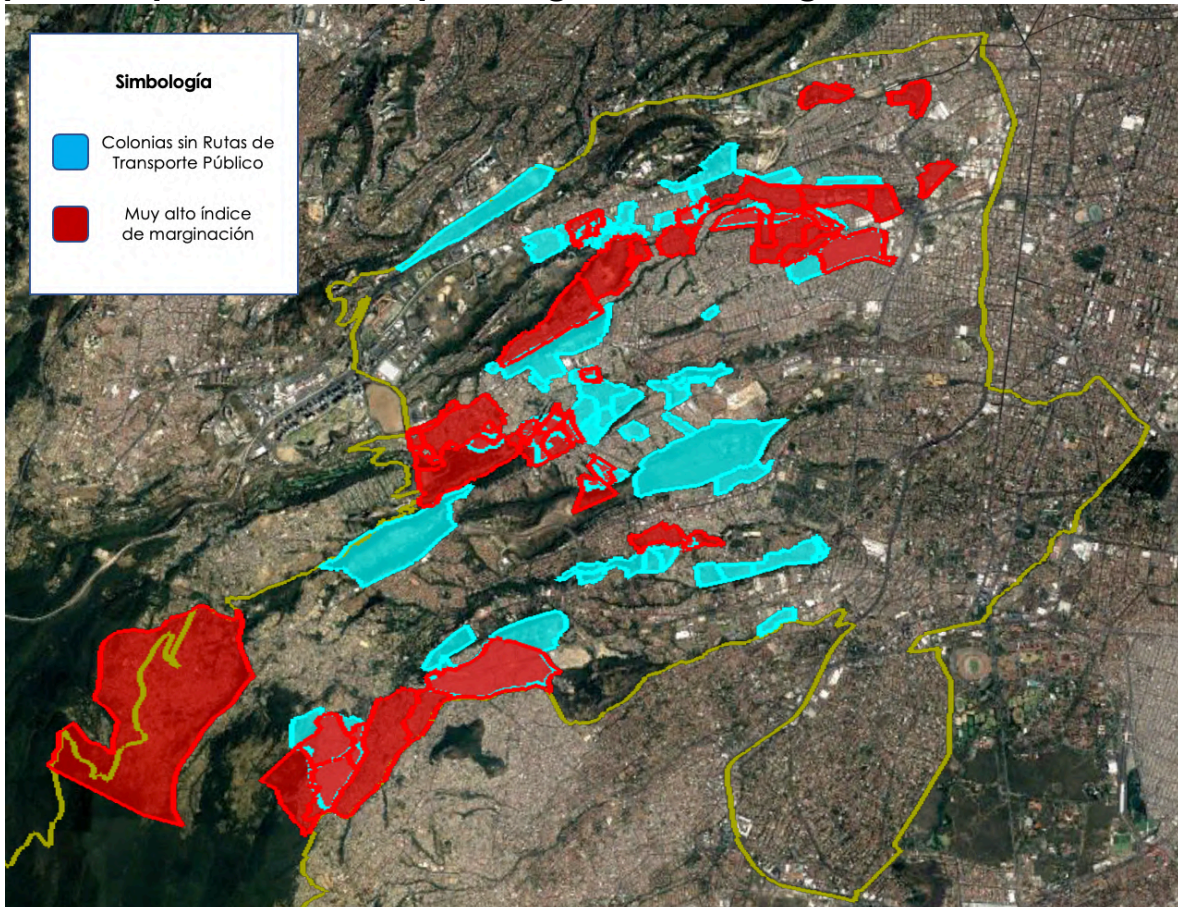 Simbología
Colonias sin Rutas de
Transporte Público
Muy alto índice
de marginación